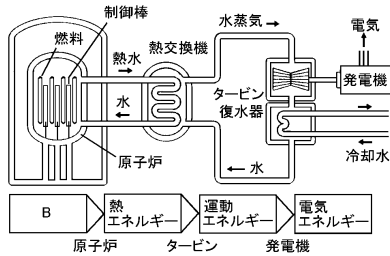 制御棒
燃料
熱水
水
熱交換機
水蒸気
電気
発電機
タービン
復水器
原子炉
水
冷却水
B
熱
エネルギー
運動
エネルギー
電気
エネルギー
原子炉
タービン
発電機